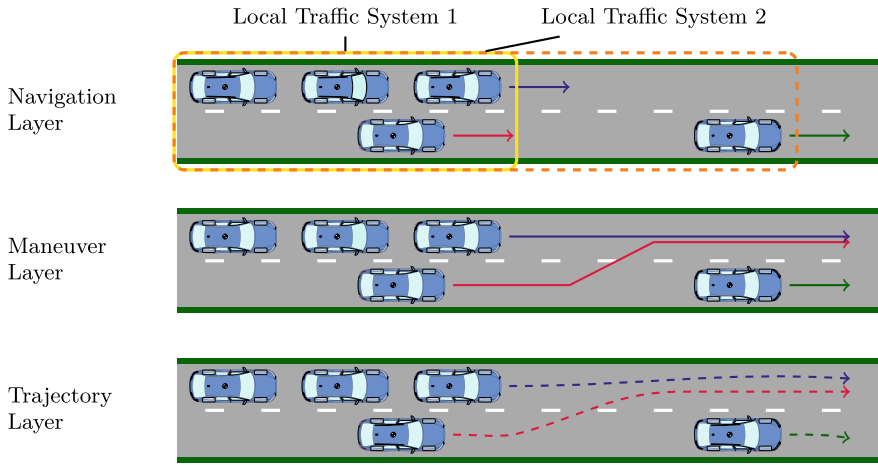 Local Traffic System 1
Local Traffic System 2
Navigation
Layer
Maneuver
Layer
Trajectory
Layer